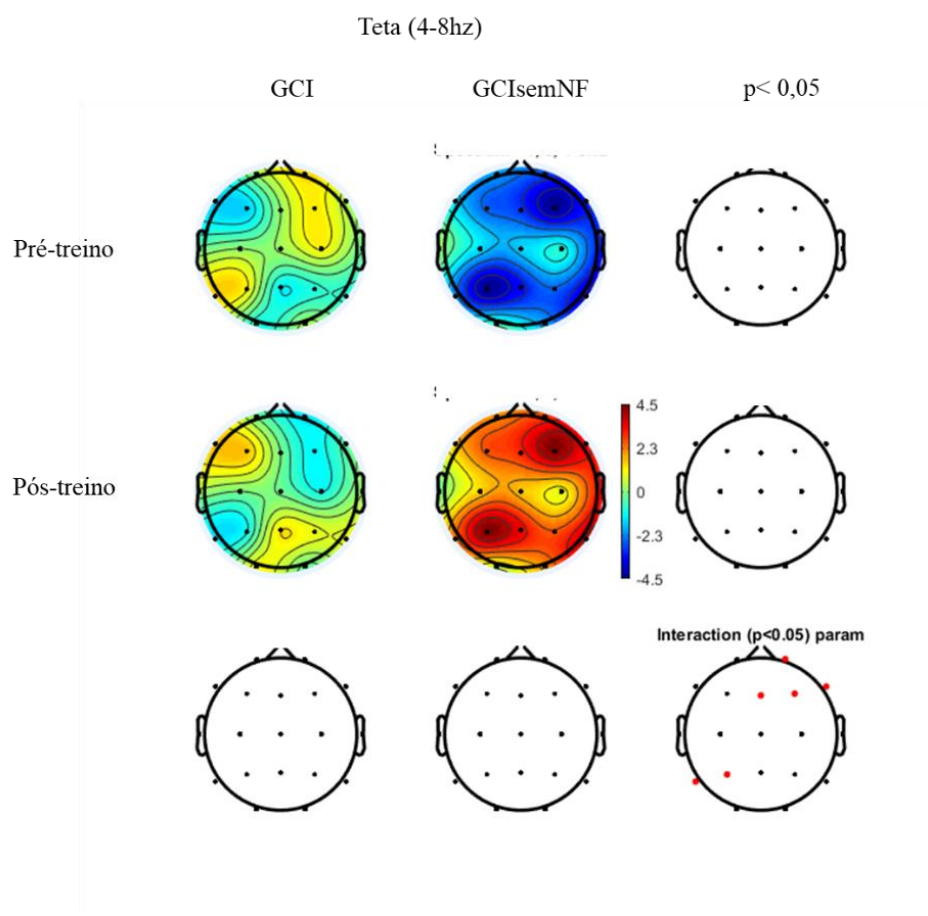 Teta (4-8hz)
GCI GCIsemNF p< 0,05
Pré-treino
Pós-treino
4.5
2.3
0
-2.3
-4.5
Interaction (p<0.05) param